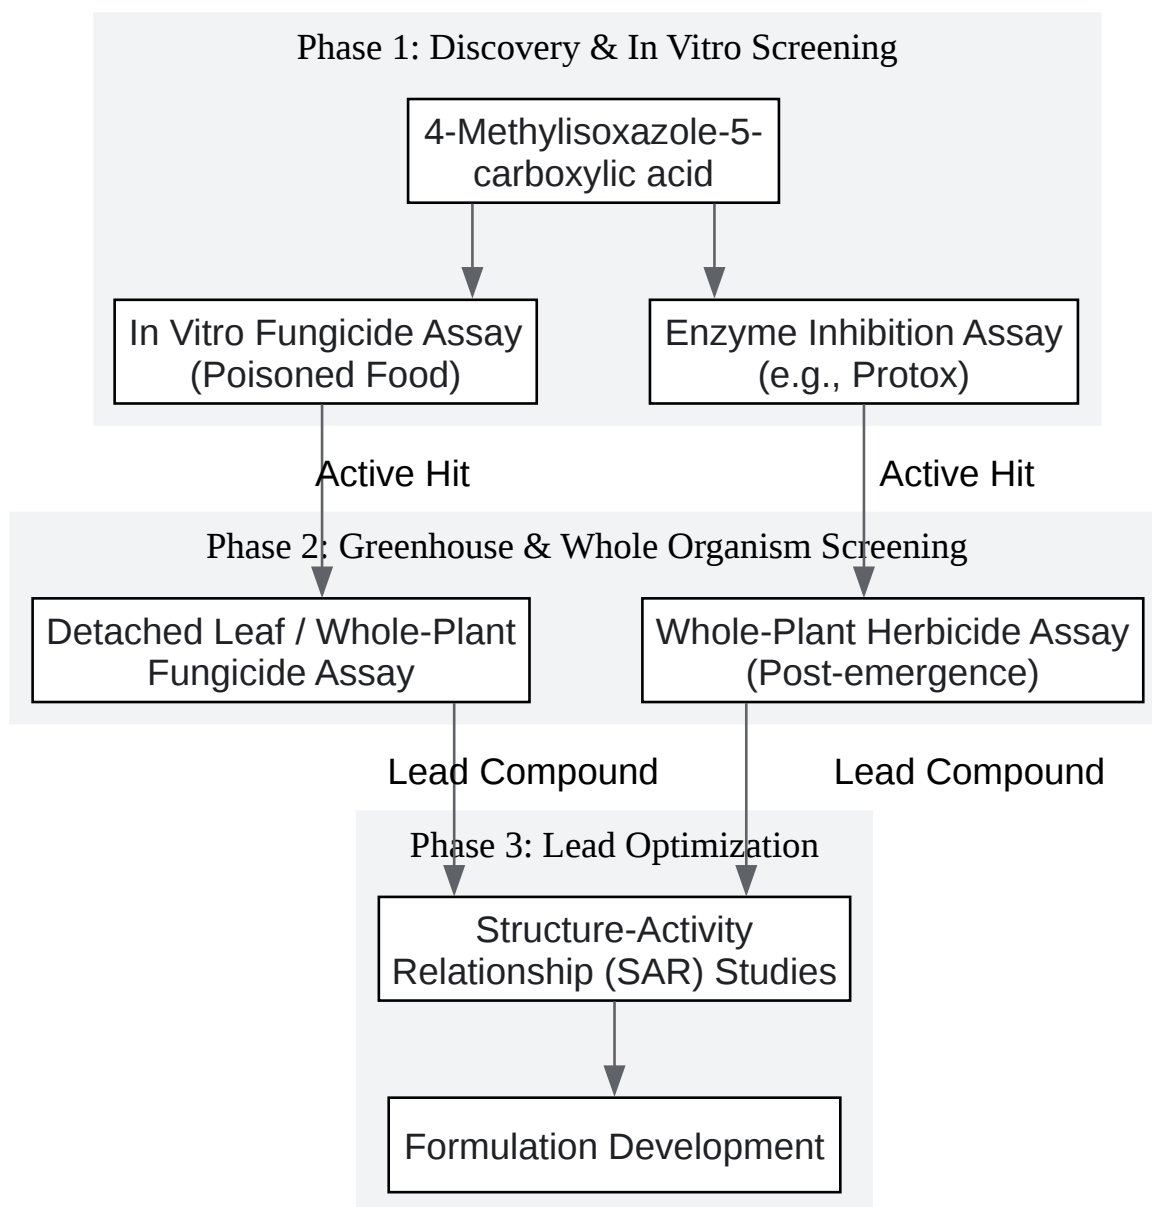 Phase 1: Discovery & In Vitro Screening
4-Methylisoxazole-5-
carboxylic acid
In Vitro Fungicide Assay
(Poisoned Food)
Enzyme Inhibition Assay
(e.g., Protox)
Active Hit
Active Hit
Phase 2: Greenhouse & Whole Organism Screening
Detached Leaf / Whole-Plant
Fungicide Assay
Whole-Plant Herbicide Assay
(Post-emergence)
Lead Compound
Lead Compound
Phase 3: Lead Optimization
Structure-Activity
Relationship (SAR) Studies
Formulation Development